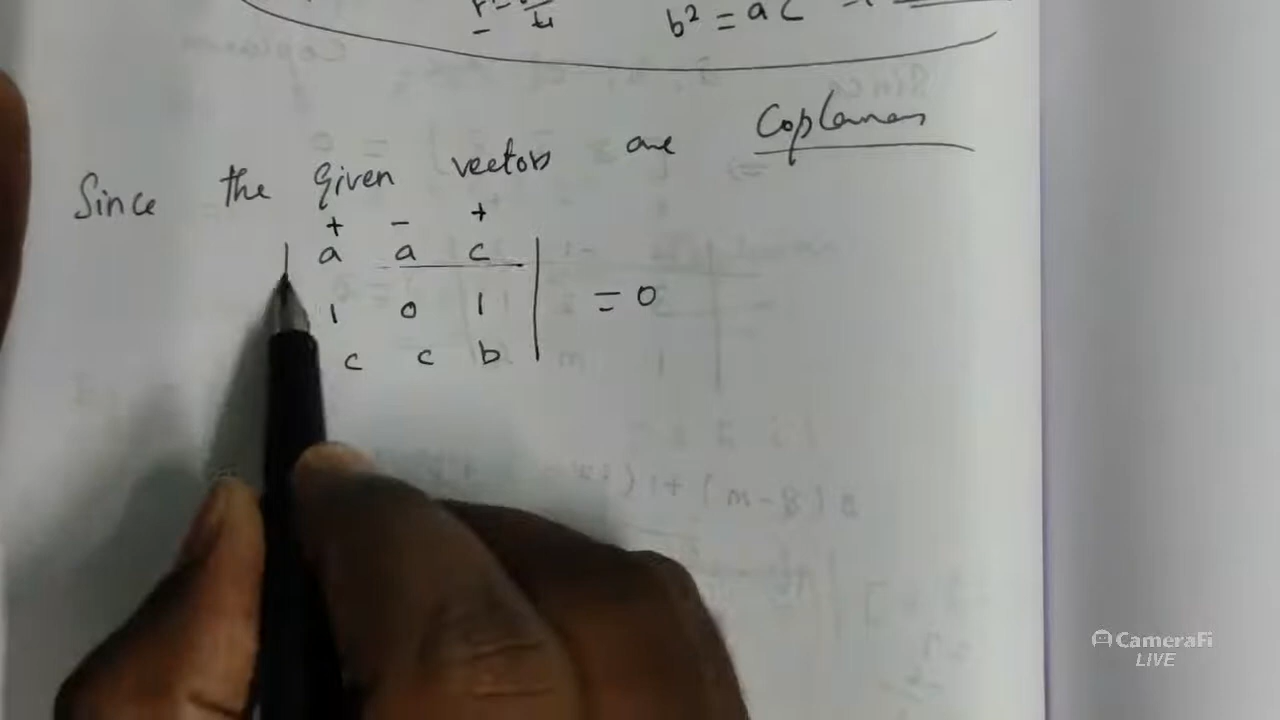 b² = ac
Since the given vectors are Coplanar
+ - +
a a c
1 0 1 = 0
c c b
CameraFi
LIVE